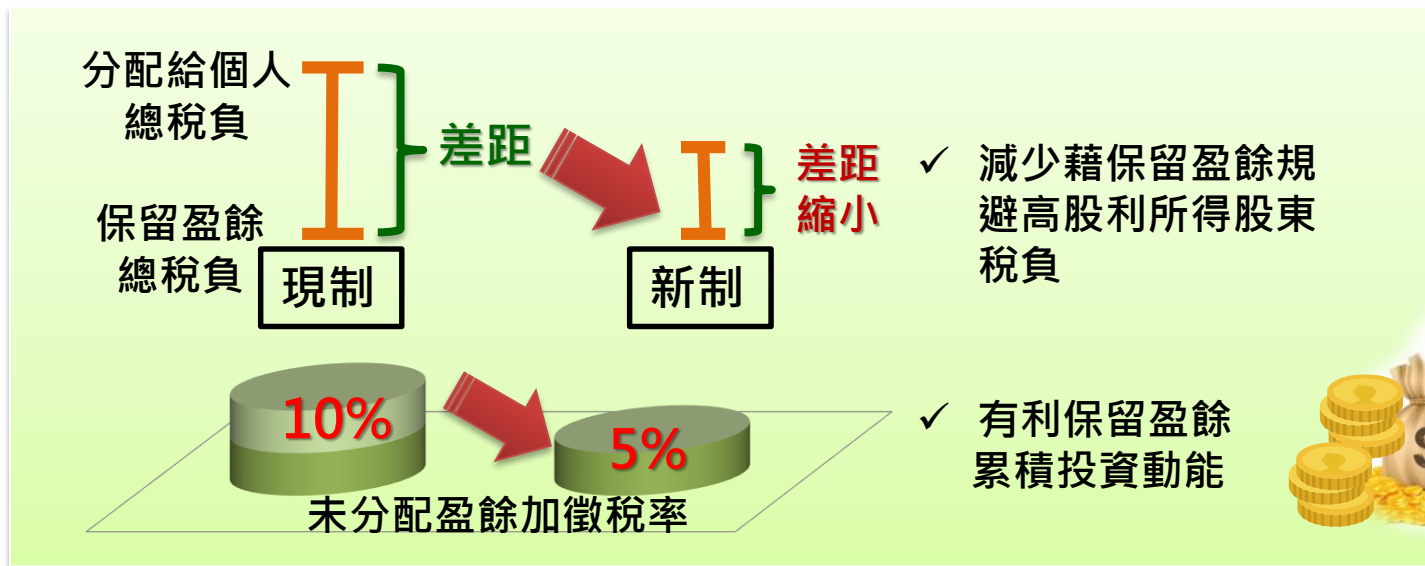 分配給個人
總稅負
差距
保留盈餘
總稅負
現制
差距
縮小
新制
✓ 減少藉保留盈餘規
避高股利所得股東
稅負
10%
5%
未分配盈餘加徵稅率
✓ 有利保留盈餘
累積投資動能